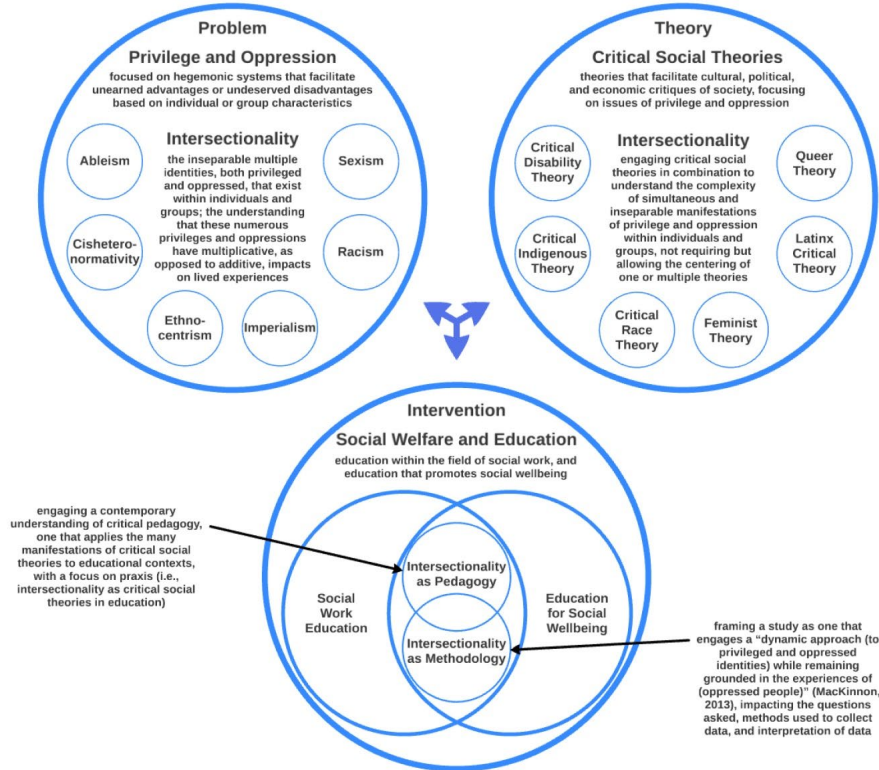 Problem
Privilege and Oppression
focused on hegemonic systems that facilitate
unearned advantages or undeserved disadvantages
based on individual or group characteristics
Intersectionality
the inseparable multiple
identities, both privileged
and oppressed, that exist
within individuals and
groups; the understanding
that these numerous
privileges and oppressions
have multiplicative, as
opposed to additive, impacts
on lived experiences
Ableism
Sexism
Cishetero-
normativity
Racism
Ethno-
centrism
Imperialism
Theory
Critical Social Theories
theories that facilitate cultural, political,
and economic critiques of society, focusing
on issues of privilege and oppression
Intersectionality
engaging critical social
theories in combination to
understand the complexity
of simultaneous and
inseparable manifestations
of privilege and oppression
within individuals and
groups, not requiring but
allowing the centering of
one or multiple theories
Critical
Disability
Theory
Queer
Theory
Critical
Indigenous
Theory
Latinx
Critical
Theory
Critical
Race
Theory
Feminist
Theory
Intervention
Social Welfare and Education
education within the field of social work, and
education that promotes social wellbeing
engaging a contemporary
understanding of critical pedagogy,
one that applies the many
manifestations of critical social
theories to educational contexts,
with a focus on praxis (i.e.,
intersectionality as critical social
theories in education)
Social
Work
Education
Intersectionality
as Pedagogy
Intersectionality
as Methodology
Education
for Social
Wellbeing
framing a study as one that
engages a “dynamic approach (to
privileged and oppressed
identities) while remaining
grounded in the experiences of
(oppressed people)” (MacKinnon,
2013), impacting the questions
asked, methods used to collect
data, and interpretation of data